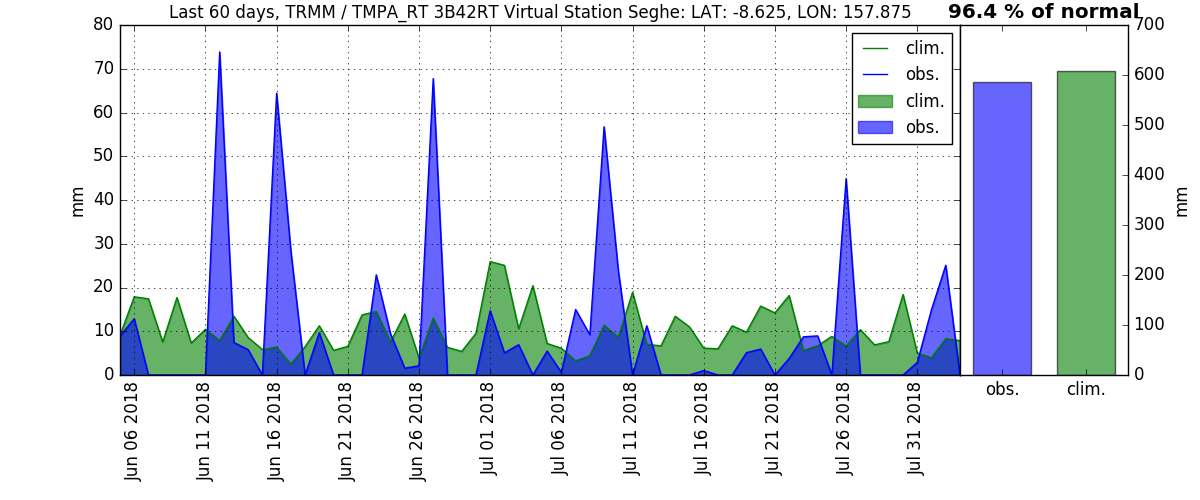 Last 60 days, TRMM / TMPA_RT 3B42RT Virtual Station Seghe: LAT: -8.625, LON: 157.875
96.4 % of normal
80
70
60
50
40
30
20
10
0
mm
clim.
obs.
clim.
obs.
Jun 06 2018
Jun 11 2018
Jun 16 2018
Jun 21 2018
Jun 26 2018
Jul 01 2018
Jul 06 2018
Jul 11 2018
Jul 16 2018
Jul 21 2018
Jul 26 2018
Jul 31 2018
700
600
500
400
300
200
100
0
mm
obs.
clim.